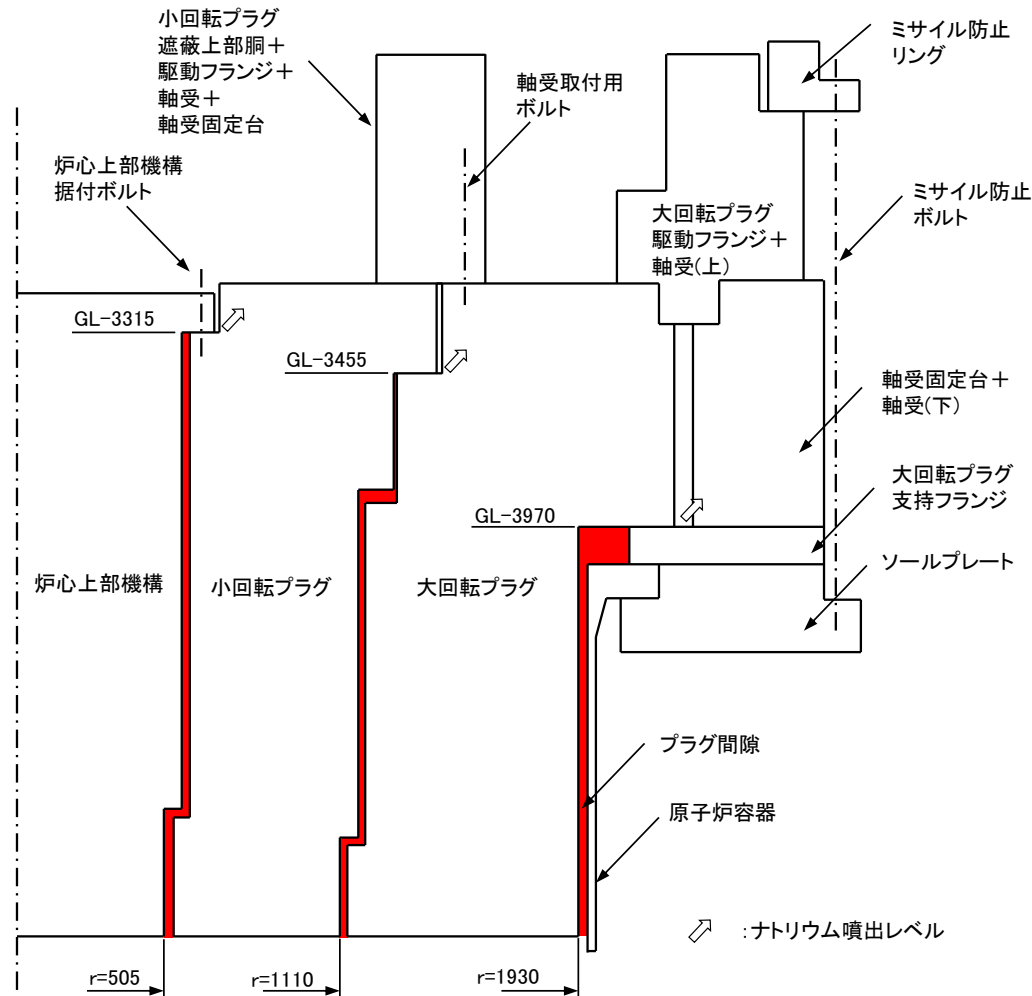 小回転プラグ
遮蔽上部胴＋
駆動フランジ＋
軸受＋
軸受固定台
軸受取付用
ボルト
ミサイル防止
リング
炉心上部機構
据付ボルト
ミサイル防止
ボルト
大回転プラグ
駆動フランジ＋
軸受(上)
GL-3315
GL-3455
軸受固定台＋
軸受(下)
大回転プラグ
支持フランジ
GL-3970
ソールプレート
炉心上部機構
小回転プラグ
大回転プラグ
プラグ間隙
原子炉容器
:ナトリウム噴出レベル
r=505
r=1110
r=1930